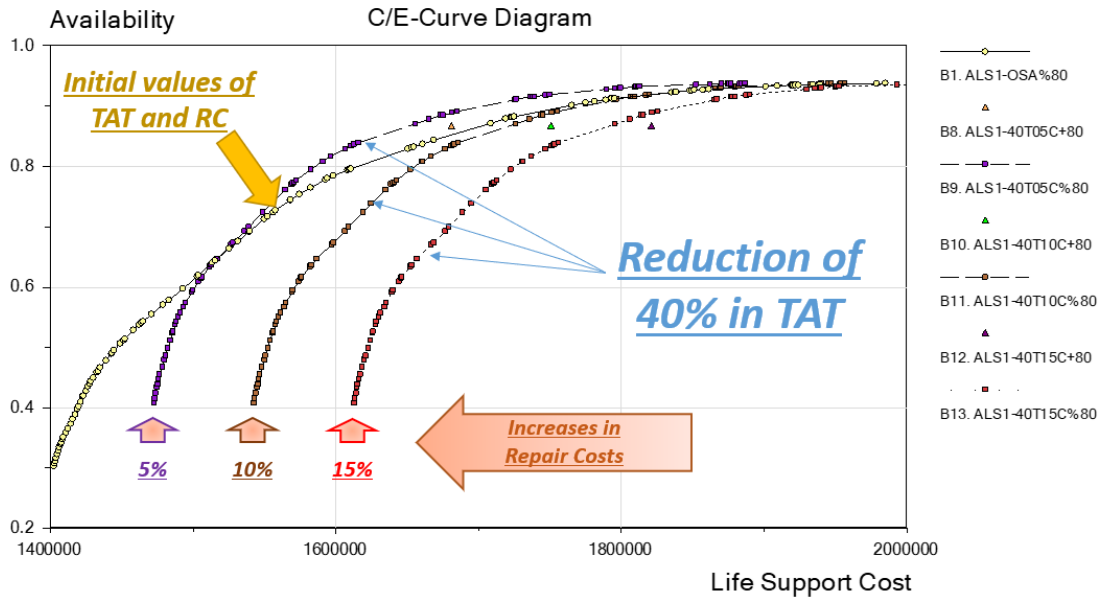 Availability
C/E-Curve Diagram
1.0
0.8
0.6
0.4
0.2
1400000
1600000
1800000
2000000
Life Support Cost
Initial values of
TAT and RC
Reduction of
40% in TAT
Increases in
Repair Costs
5%
10%
15%
B1. ALS1-OSA%80
B8. ALS1-40T05C+80
B9. ALS1-40T05C%80
B10. ALS1-40T10C+80
B11. ALS1-40T10C%80
B12. ALS1-40T15C+80
B13. ALS1-40T15C%80